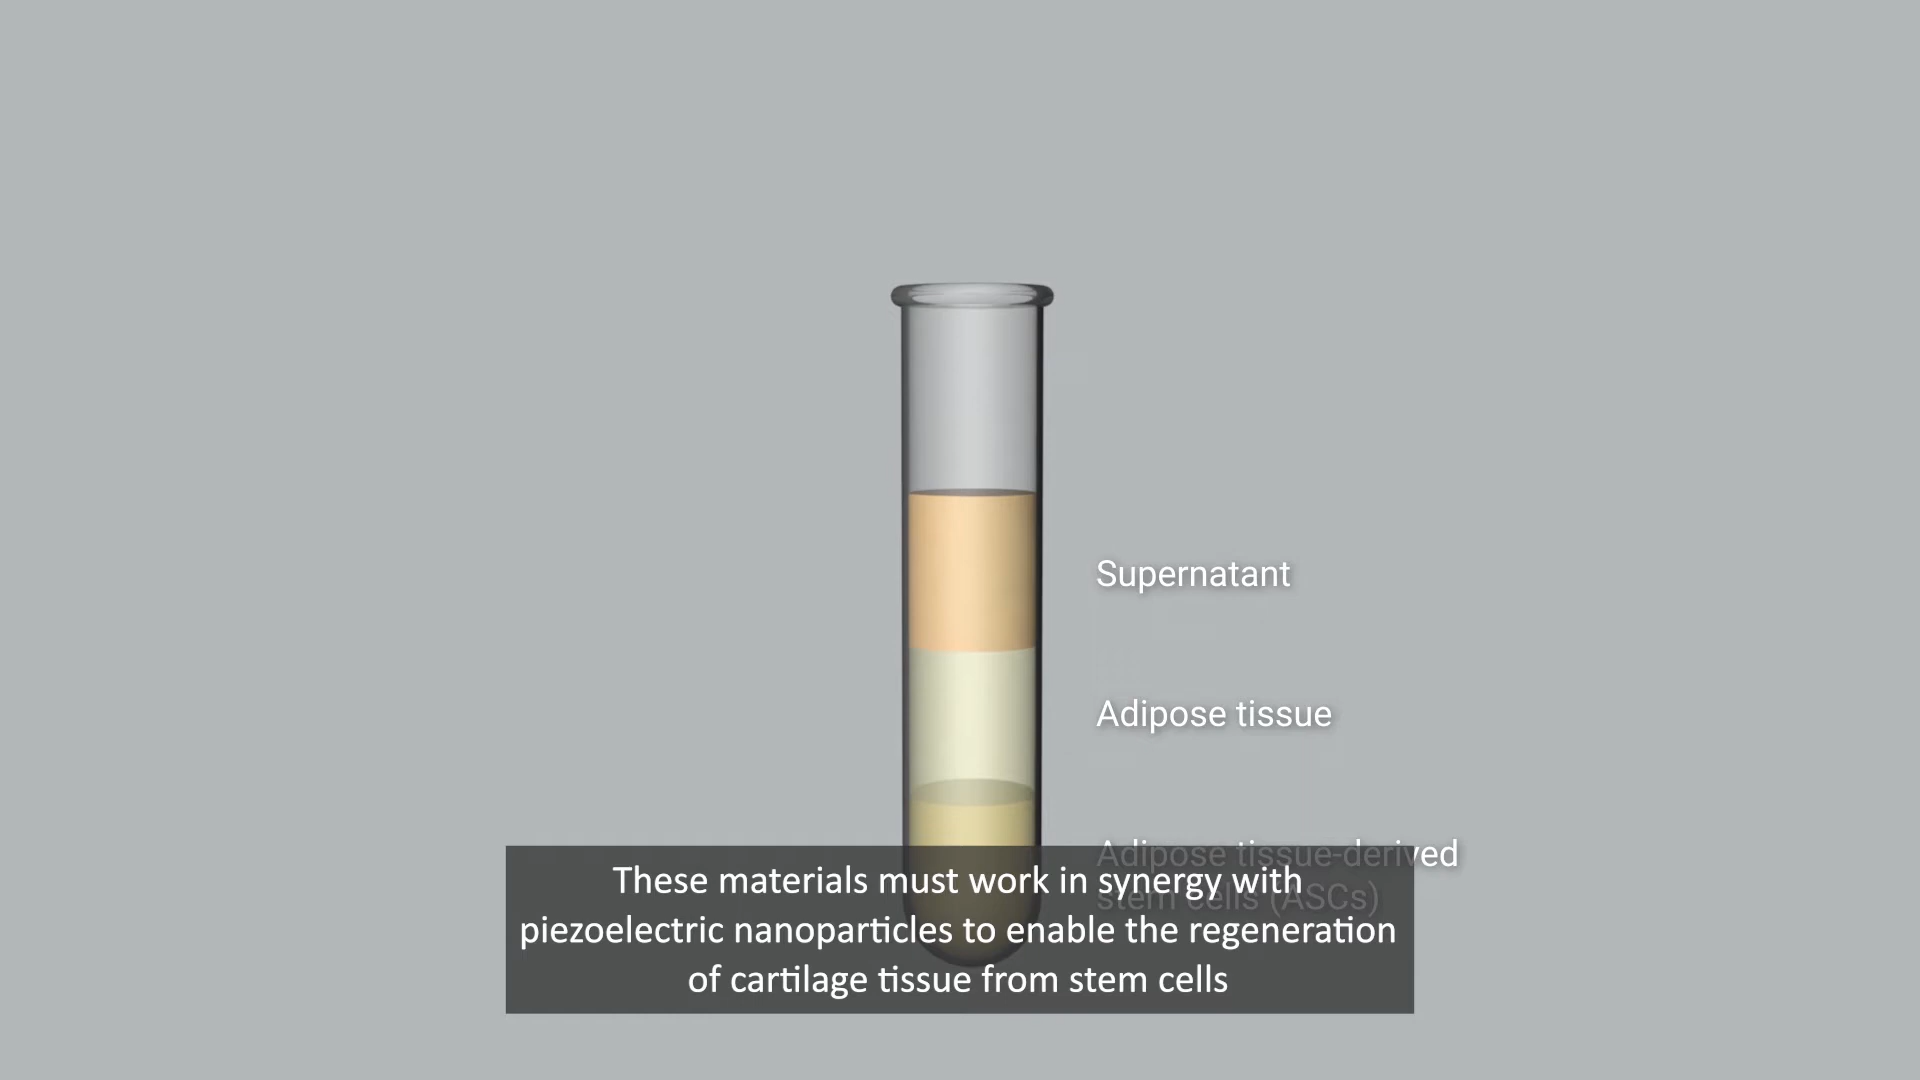 Supernatant
Adipose tissue
Adipose tissue-derived
stem cells (ASCs)
These materials must work in synergy with
piezoelectric nanoparticles to enable the regeneration
of cartilage tissue from stem cells